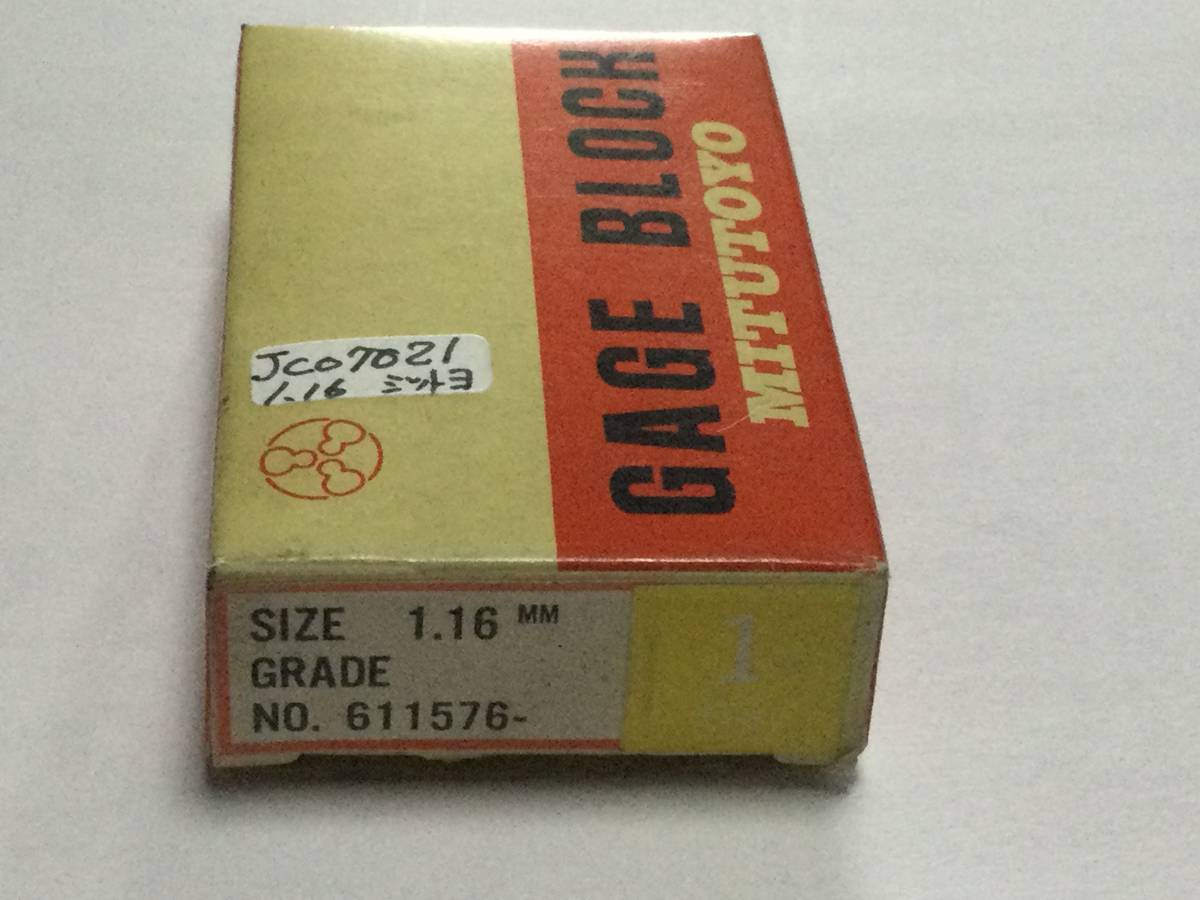 GAGE BLOCK
MITUTOYO
JC07021
1.16 ミツトヨ
SIZE 1.16 MM
GRADE
NO. 611576-
1